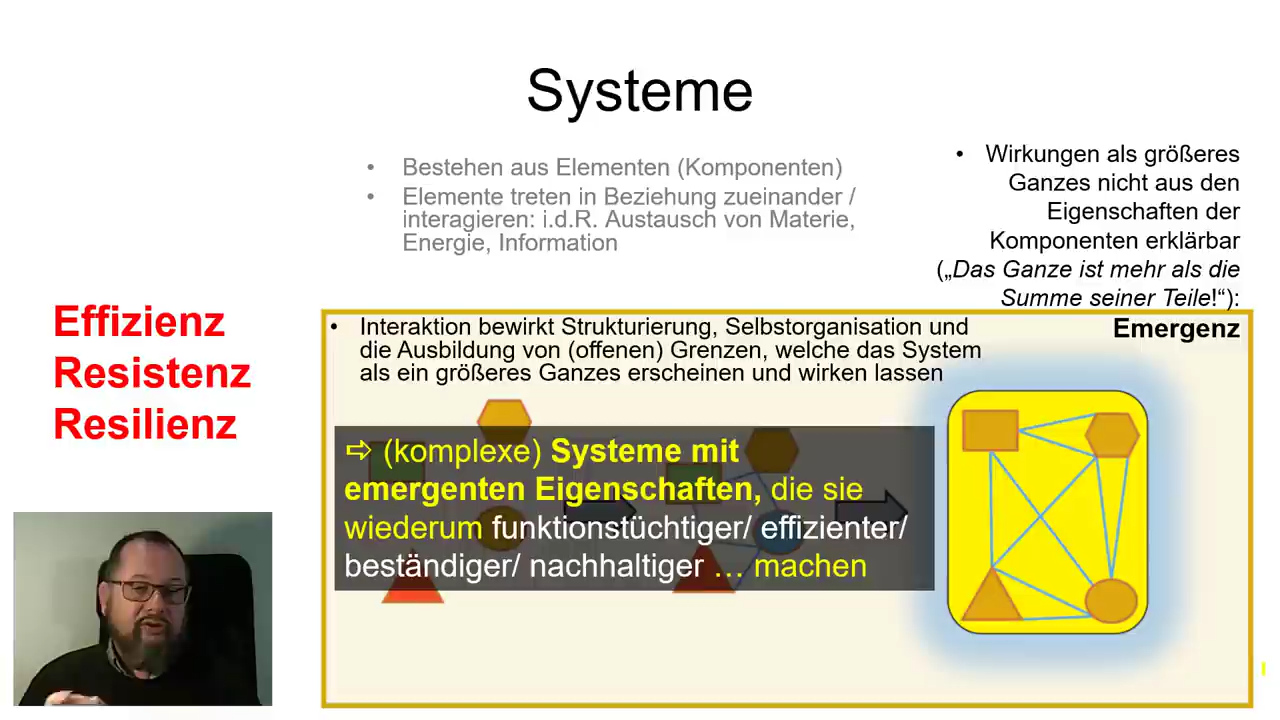 Systeme
• Bestehen aus Elementen (Komponenten)
• Elemente treten in Beziehung zueinander /
interagieren: i.d.R. Austausch von Materie,
Energie, Information
• Wirkungen als größeres
Ganzes nicht aus den
Eigenschaften der
Komponenten erklärbar
(„Das Ganze ist mehr als die
Summe seiner Teile!“):
Emergenz
Effizienz
Resistenz
Resilienz
• Interaktion bewirkt Strukturierung, Selbstorganisation und
die Ausbildung von (offenen) Grenzen, welche das System
als ein größeres Ganzes erscheinen und wirken lassen
⇨ (komplexe) Systeme mit
emergenten Eigenschaften, die sie
wiederum funktionstüchtiger/ effizienter/
beständiger/ nachhaltiger … machen